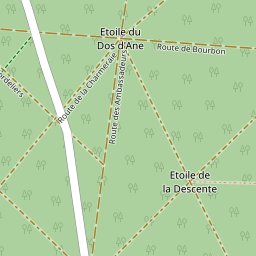 Etoile du
Dos d'Ane
Route de Bourbon
Route de la Charmeraie
Route des Ambassadeurs
Etoile de
la Descente